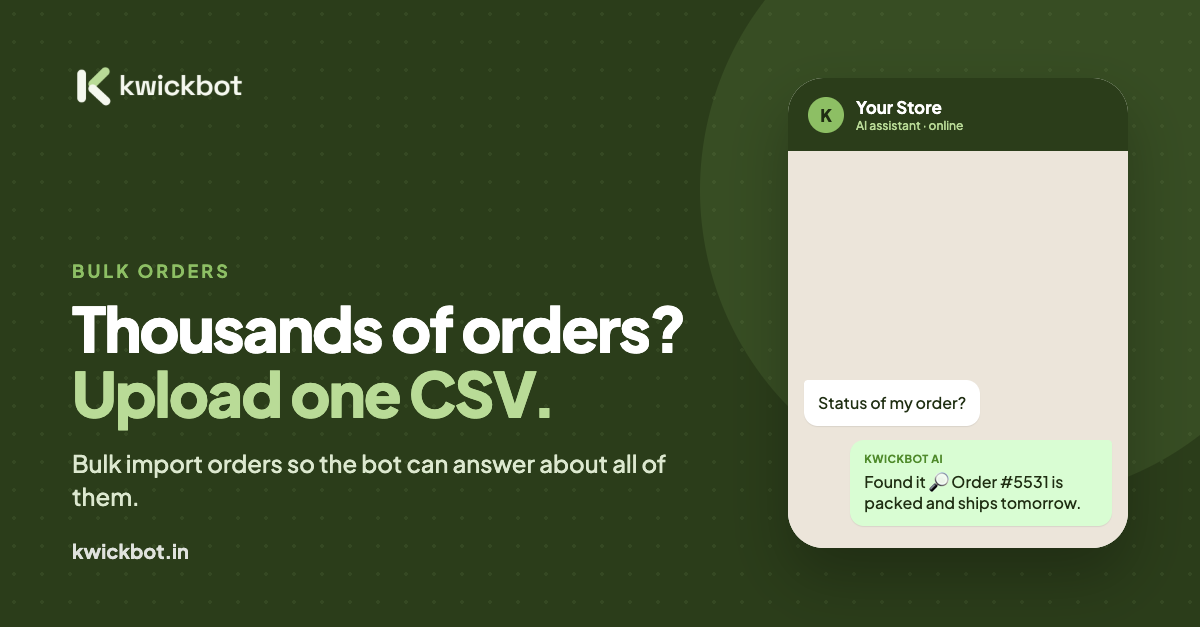 kwickbot
BULK ORDERS
Thousands of orders?
Upload one CSV.
Bulk import orders so the bot can answer about all of
them.
kwickbot.in
K
Your Store
AI assistant · online
Status of my order?
KWICKBOT AI
Found it 🔎 Order #5531 is
packed and ships tomorrow.